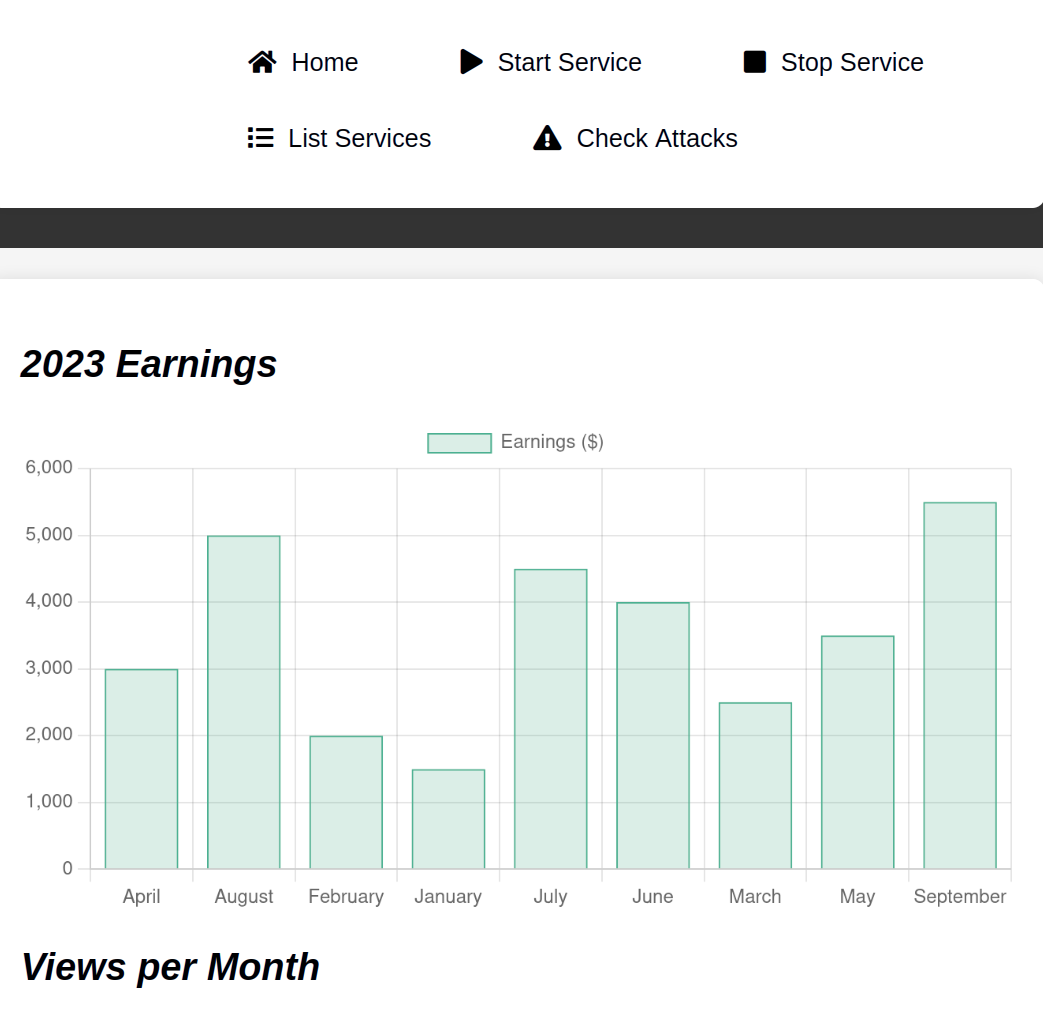 Home Start Service Stop Service
List Services Check Attacks
2023 Earnings
Earnings ($)
6,000
5,000
4,000
3,000
2,000
1,000
0
April August February January July June March May September
Views per Month